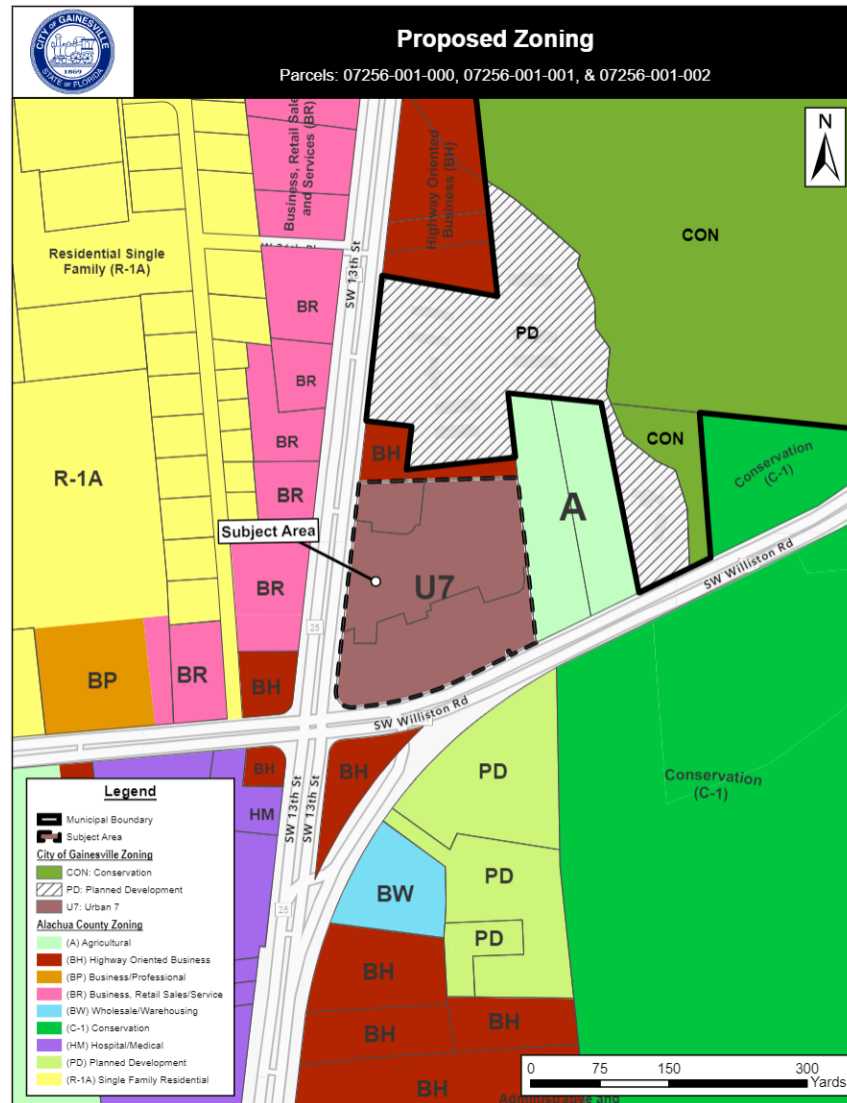 CITY OF GAINESVILLE
1869
STATE OF FLORIDA
Proposed Zoning
Parcels: 07256-001-000, 07256-001-001, & 07256-001-002
N
Business, Retail Sale
and Services (BR)
Highway Oriented
Business (BH)
CON
Residential Single
Family (R-1A)
SW 13th St
BR
PD
BR
BR
BH
CON
Conservation
(C-1)
R-1A
BR
A
Subject Area
U7
SW Williston Rd
BR
25
BP
BR
BH
SW Williston Rd
BH
BH
PD
Conservation
(C-1)
SW 13th St
SW 13th St
HM
PD
BW
25
PD
BH
BH
BH
BH
Administrative and
Legend
Municipal Boundary
Subject Area
City of Gainesville Zoning
CON: Conservation
PD: Planned Development
U7: Urban 7
Alachua County Zoning
(A) Agricultural
(BH) Highway Oriented Business
(BP) Business/Professional
(BR) Business, Retail Sales/Service
(BW) Wholesale/Warehousing
(C-1) Conservation
(HM) Hospital/Medical
(PD) Planned Development
(R-1A) Single Family Residential
0 75 150 300
Yards